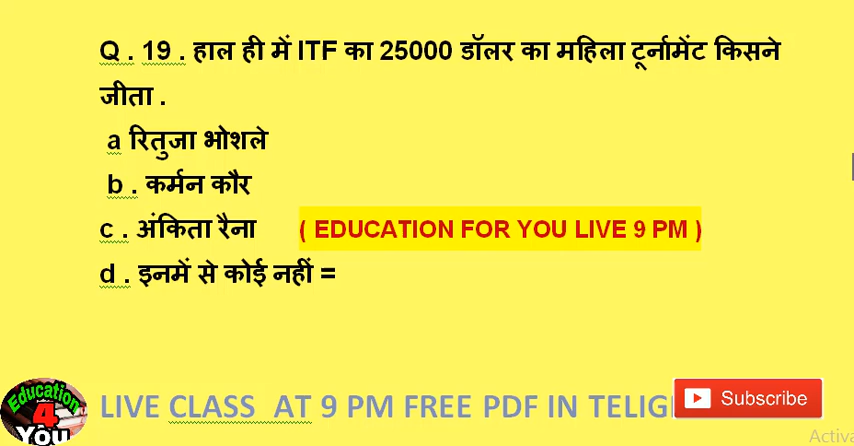 Q . 19 . हाल ही में ITF का 25000 डॉलर का महिला टूर्नामेंट किसने
जीता .
a रितुजा भोशले
b . कर्मन कौर
c . अंकिता रैना ( EDUCATION FOR YOU LIVE 9 PM )
d . इनमें से कोई नहीं =
Education
4
You
LIVE CLASS AT 9 PM FREE PDF IN TELIG
Subscribe
Activa